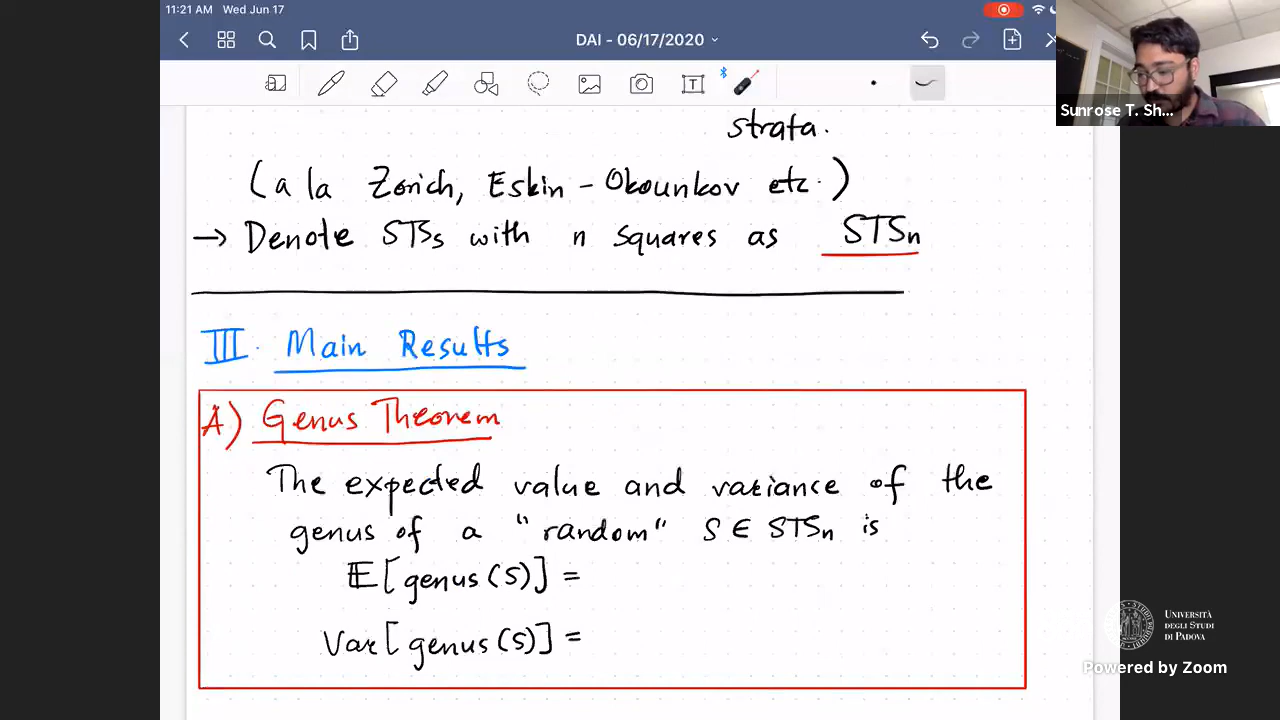 11:21 AM Wed Jun 17
DAI - 06/17/2020
T
Sunrose T. Sh...
strata.
(a la Zorich, Eskin - Okounkov etc.)
→ Denote STSs with n squares as STSn
III. Main Results
A) Genus Theorem
The expected value and variance of the
genus of a "random" S ∈ STSn is
𝔼[genus(S)] =
Var[genus(S)] =
UNIVERSITÀ
DEGLI STUDI
DI PADOVA
Powered by Zoom